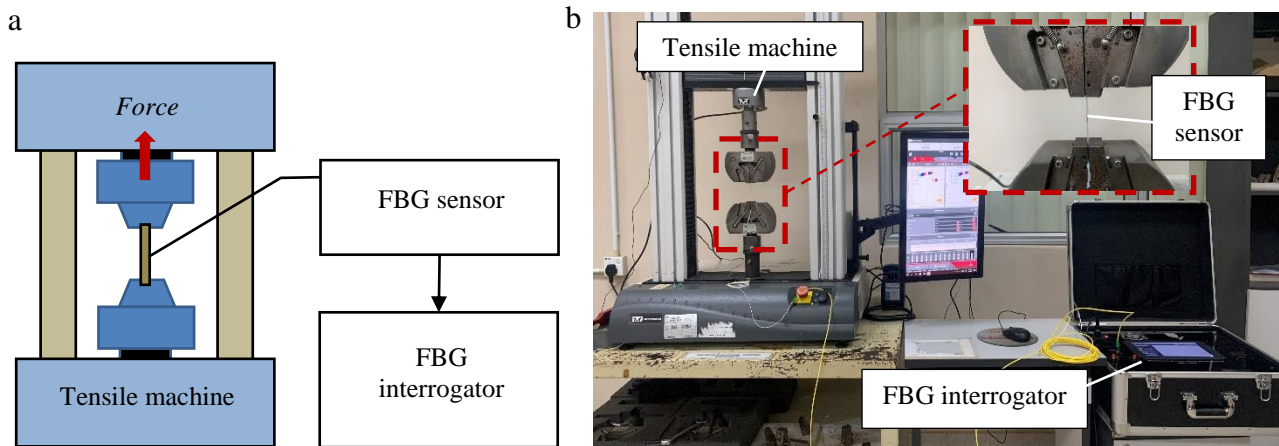 a
Force
FBG sensor
FBG
interrogator
Tensile machine
b
Tensile machine
FBG
sensor
FBG interrogator